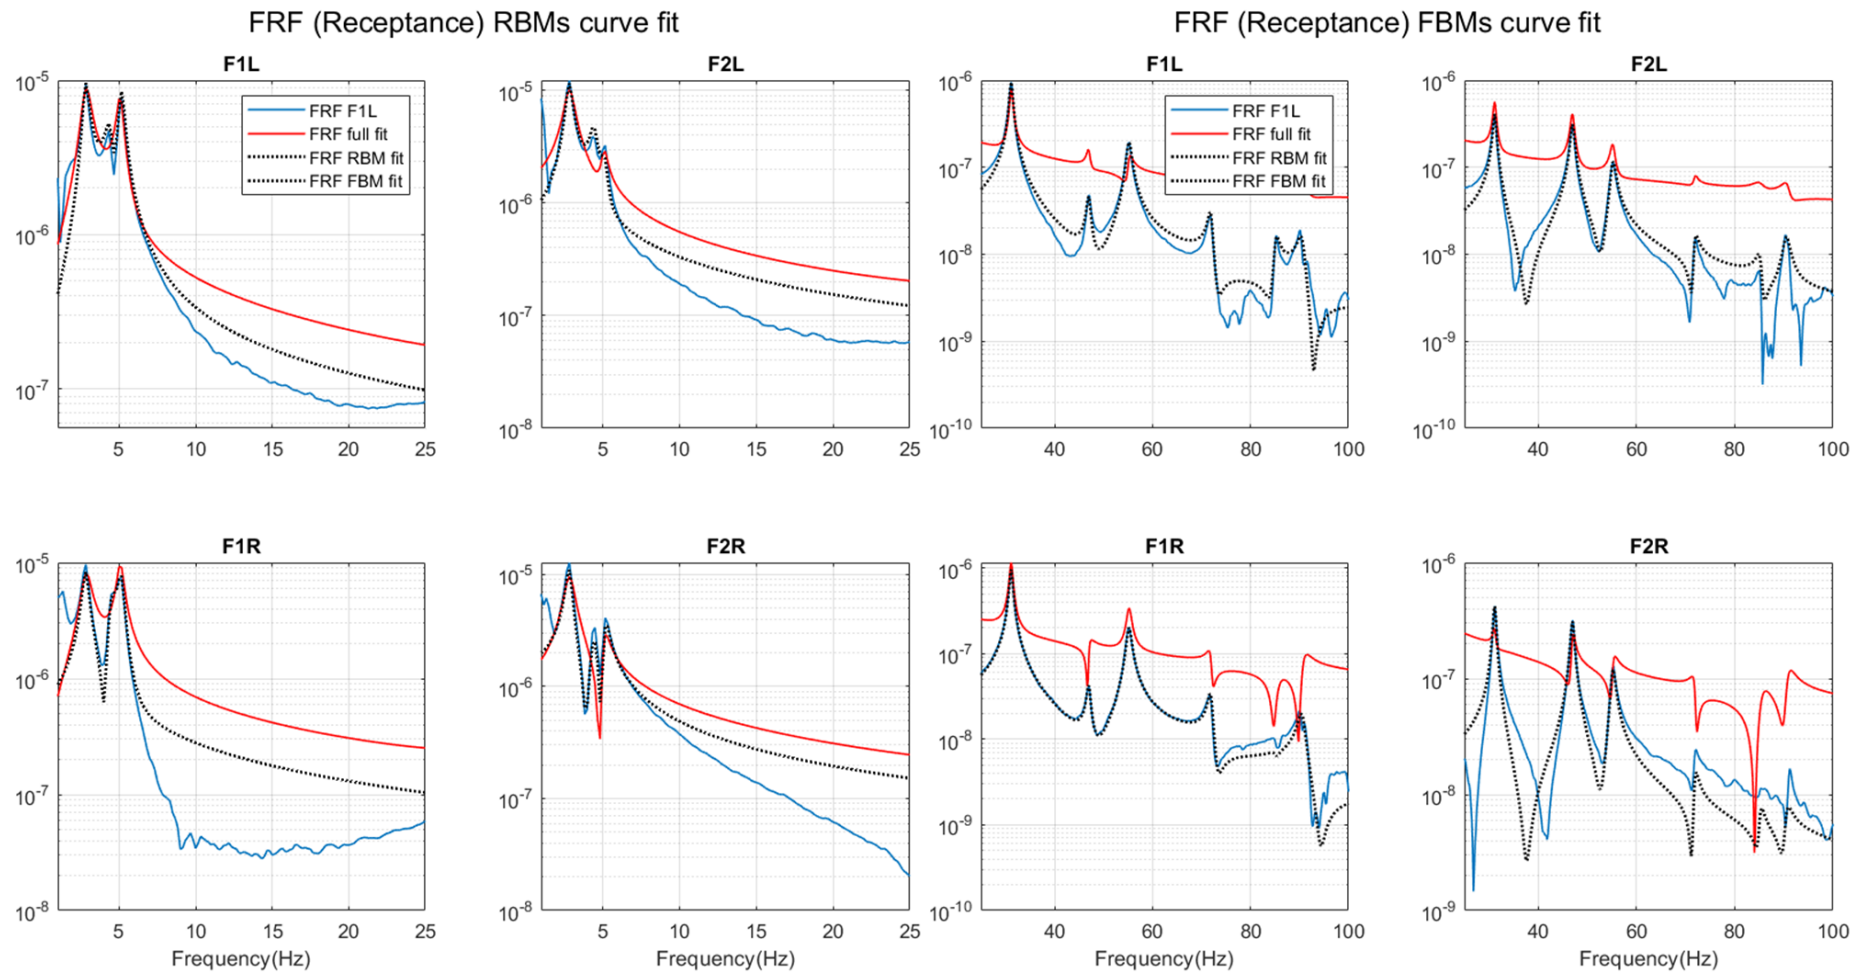 FRF (Receptance) RBMs curve fit
FRF (Receptance) FBMs curve fit
F1L
10^-5
10^-6
10^-7
5 10 15 20 25
FRF F1L
FRF full fit
FRF RBM fit
FRF FBM fit
F2L
10^-5
10^-6
10^-7
10^-8
5 10 15 20 25
F1L
10^-6
10^-7
10^-8
10^-9
10^-10
40 60 80 100
FRF F1L
FRF full fit
FRF RBM fit
FRF FBM fit
F2L
10^-6
10^-7
10^-8
10^-9
10^-10
40 60 80 100
F1R
10^-5
10^-6
10^-7
10^-8
5 10 15 20 25
Frequency(Hz)
F2R
10^-5
10^-6
10^-7
10^-8
5 10 15 20 25
Frequency(Hz)
F1R
10^-6
10^-7
10^-8
10^-9
10^-10
40 60 80 100
Frequency(Hz)
F2R
10^-6
10^-7
10^-8
10^-9
40 60 80 100
Frequency(Hz)